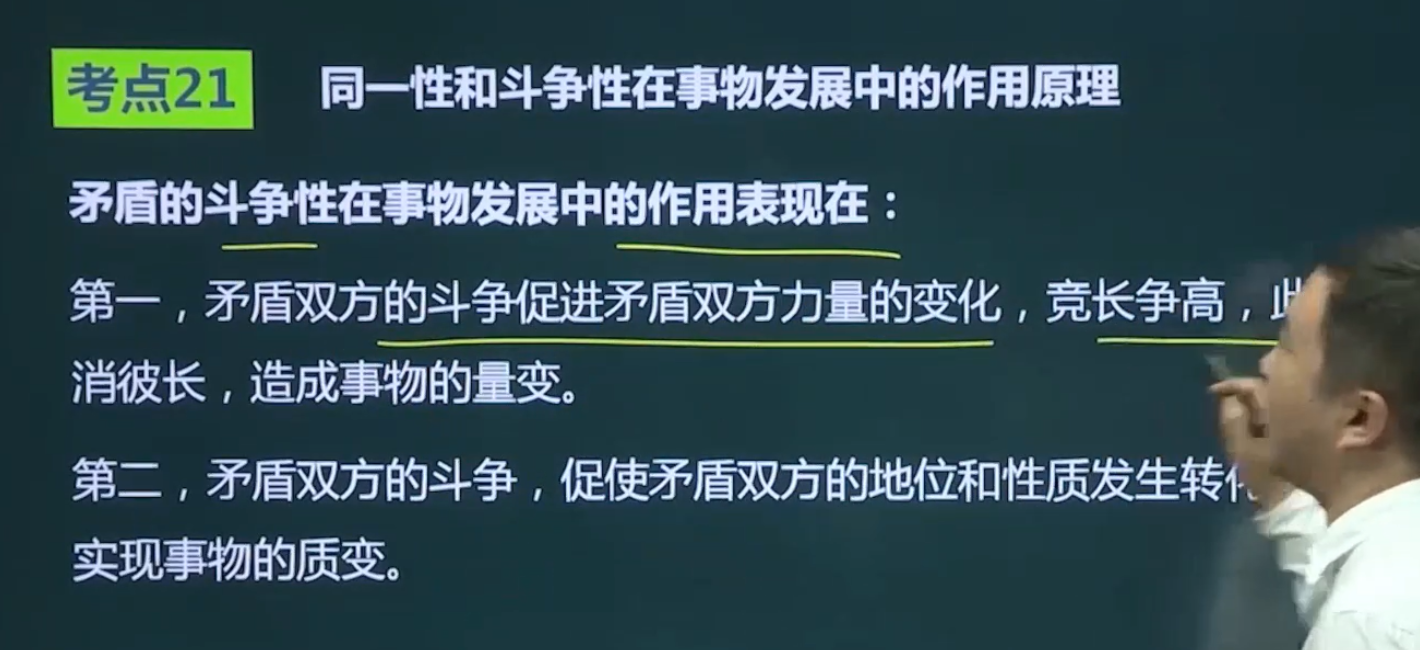 考点21
同一性和斗争性在事物发展中的作用原理
矛盾的斗争性在事物发展中的作用表现在：
第一，矛盾双方的斗争促进矛盾双方力量的变化，竞长争高，此
消彼长，造成事物的量变。
第二，矛盾双方的斗争，促使矛盾双方的地位和性质发生转化
实现事物的质变。